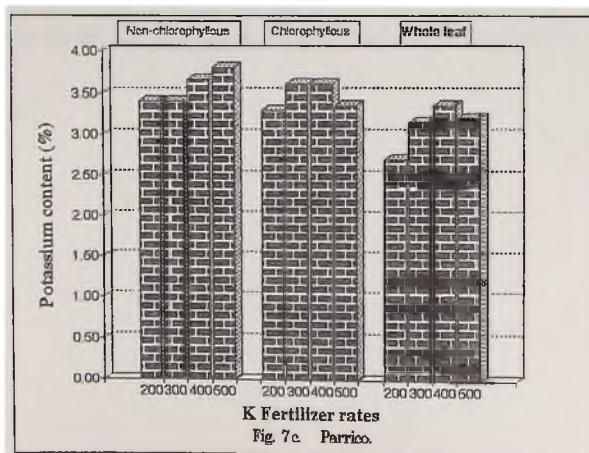 Non-chlorophyllous Chlorophyllous Whole leaf
4.00
3.50
3.00
2.50
2.00
1.50
1.00
0.50
0.00
Potassium content (%)
200 300 400 500 200 300 400 500 200 300 400 500
K Fertilizer rates
Fig. 7c. Parrico.